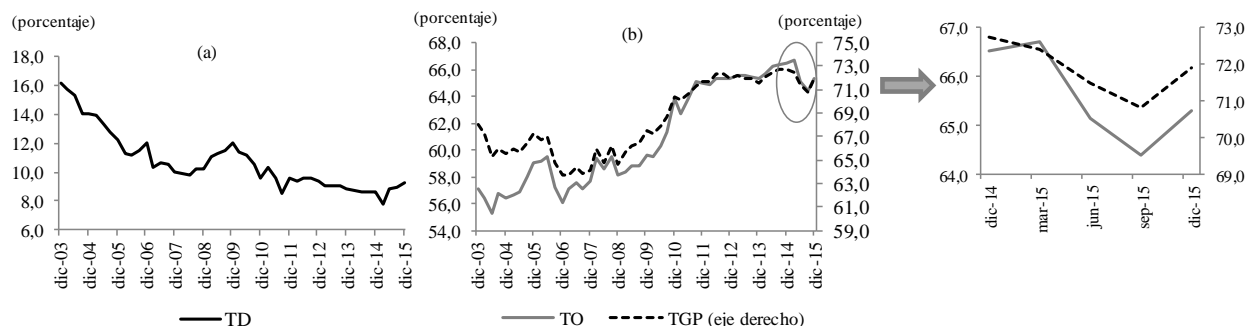 (porcentaje)
(a)
18,0
16,0
14,0
12,0
10,0
8,0
6,0
dic-03
dic-04
dic-05
dic-06
dic-07
dic-08
dic-09
dic-10
dic-11
dic-12
dic-13
dic-14
dic-15
TD
(porcentaje)
(b)
(porcentaje)
68,0
66,0
64,0
62,0
60,0
58,0
56,0
54,0
75,0
73,0
71,0
69,0
67,0
65,0
63,0
61,0
59,0
dic-03
dic-04
dic-05
dic-06
dic-07
dic-08
dic-09
dic-10
dic-11
dic-12
dic-13
dic-14
dic-15
TO
TGP (eje derecho)
67,0
66,0
65,0
64,0
73,0
72,0
71,0
70,0
69,0
dic-14
mar-15
jun-15
sep-15
dic-15